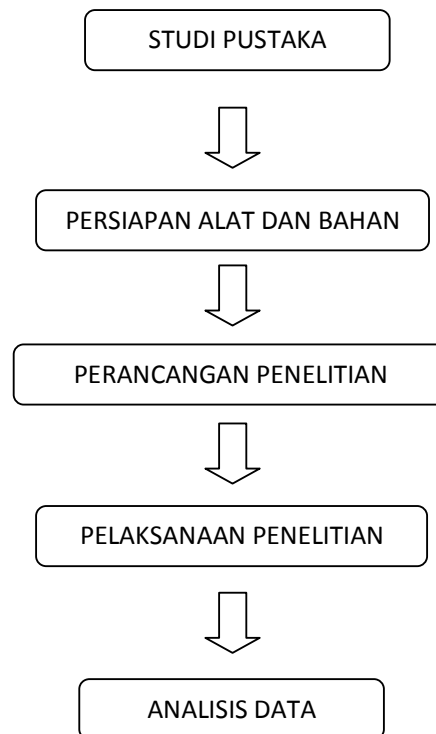 STUDI PUSTAKA
PERSIAPAN ALAT DAN BAHAN
PERANCANGAN PENELITIAN
PELAKSANAAN PENELITIAN
ANALISIS DATA